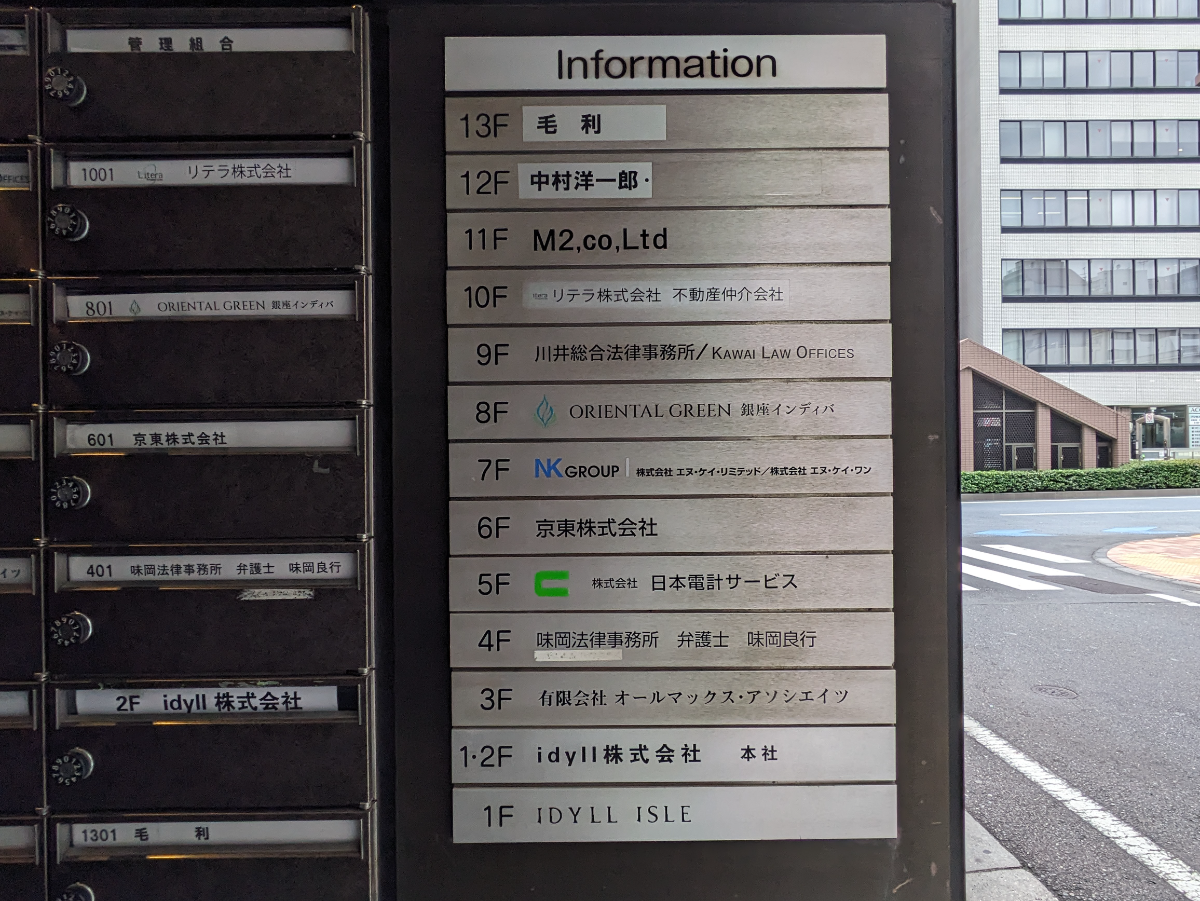 管理組合
1001 Litera リテラ株式会社
801 ORIENTAL GREEN 銀座インディバ
601 京東株式会社
401 味岡法律事務所 弁護士 味岡良行
2F idyll 株式会社
1301 毛 利
Information
13F 毛 利
12F 中村洋一郎・
11F M2,co,Ltd
10F リテラ株式会社 不動産仲介会社
9F 川井総合法律事務所/KAWAI LAW OFFICES
8F ORIENTAL GREEN 銀座インディバ
7F NK GROUP 株式会社 エヌ・ケイ・リミテッド/株式会社 エヌ・ケイ・ワン
6F 京東株式会社
5F 株式会社 日本電計サービス
4F 味岡法律事務所 弁護士 味岡良行
3F 有限会社 オールマックス・アソシエイツ
1・2F idyll株式会社 本社
1F IDYLL ISLE